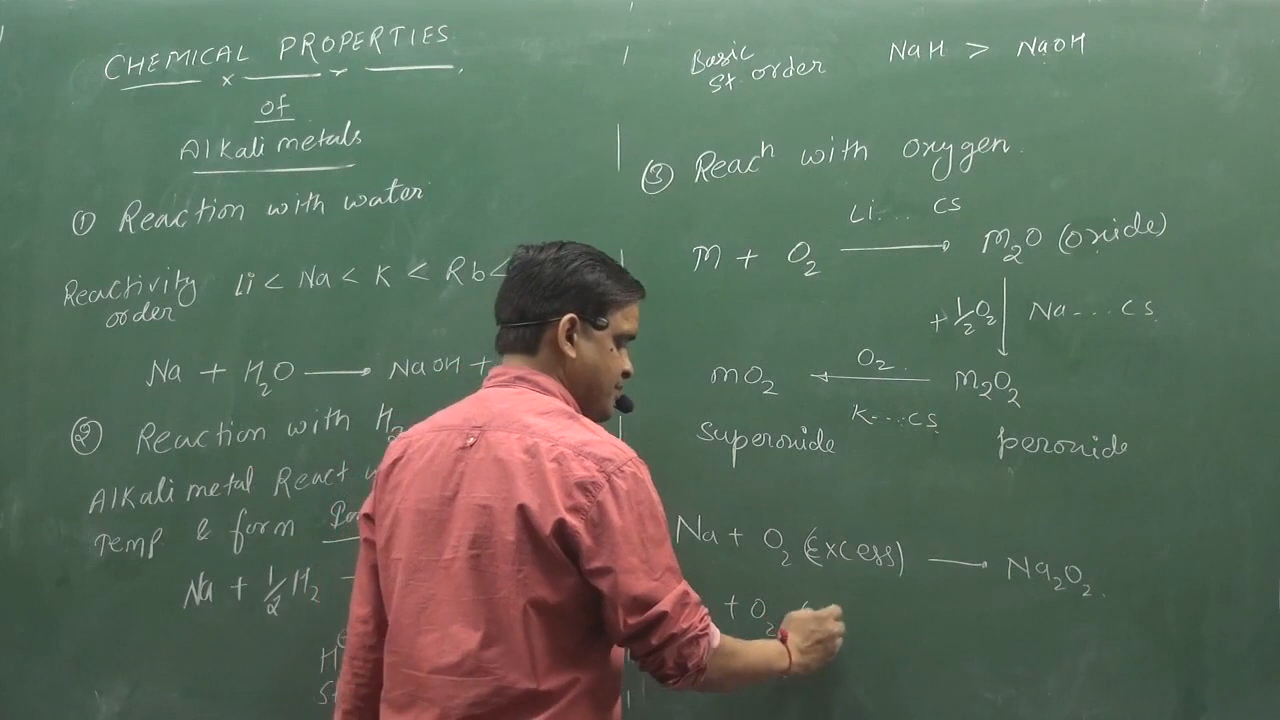 CHEMICAL PROPERTIES
of
Alkali metals
① Reaction with water
Reactivity order Li < Na < K < Rb <
Na + H₂O ⟶ NaOH +
② Reaction with H₂
Alkali metal React
Temp & form
Na + 1/2 H₂
Basic St. order NaH > NaOH
③ Reacⁿ with oxygen.
M + O₂ Li.... Cs ⟶ M₂O (oxide)
+ 1/2 O₂ ↓ Na....Cs
MO₂ ⟵ O₂ K....Cs M₂O₂
superoxide peroxide
Na + O₂ (Excess) ⟶ Na₂O₂.
+ O₂ (